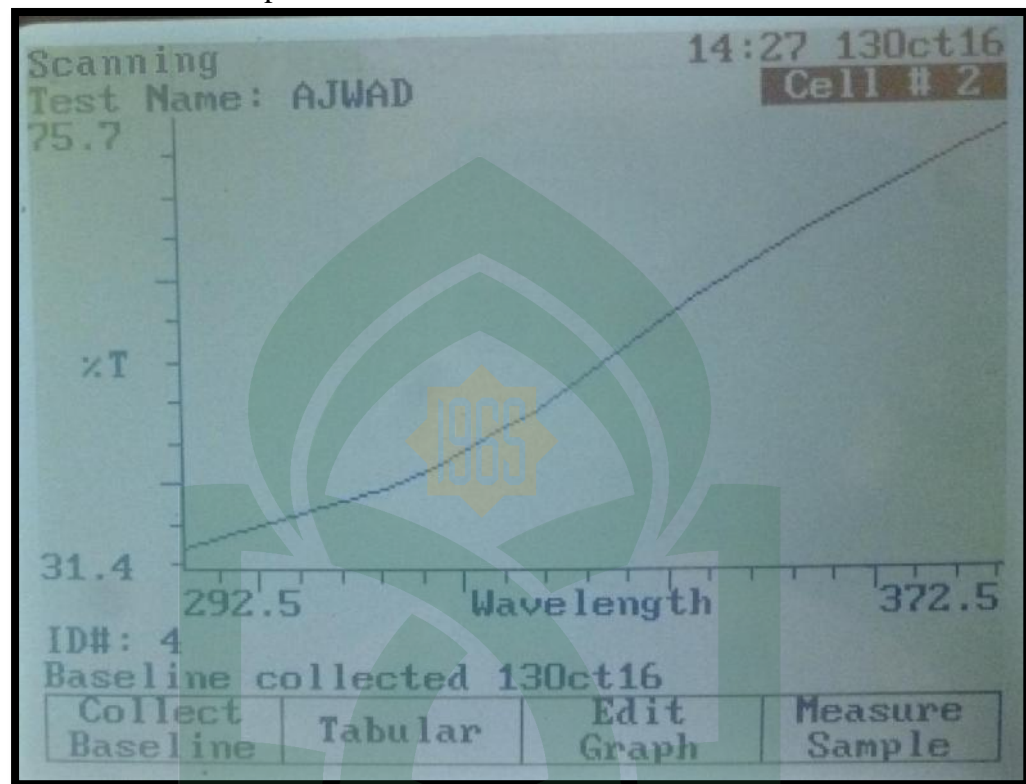 Scanning
14:27 13Oct16
Test Name: AJWAD
Cell # 2
75.7
%T
1965
31.4
292.5 Wavelength 372.5
ID#: 4
Baseline collected 13Oct16
Collect Baseline
Tabular
Edit Graph
Measure Sample